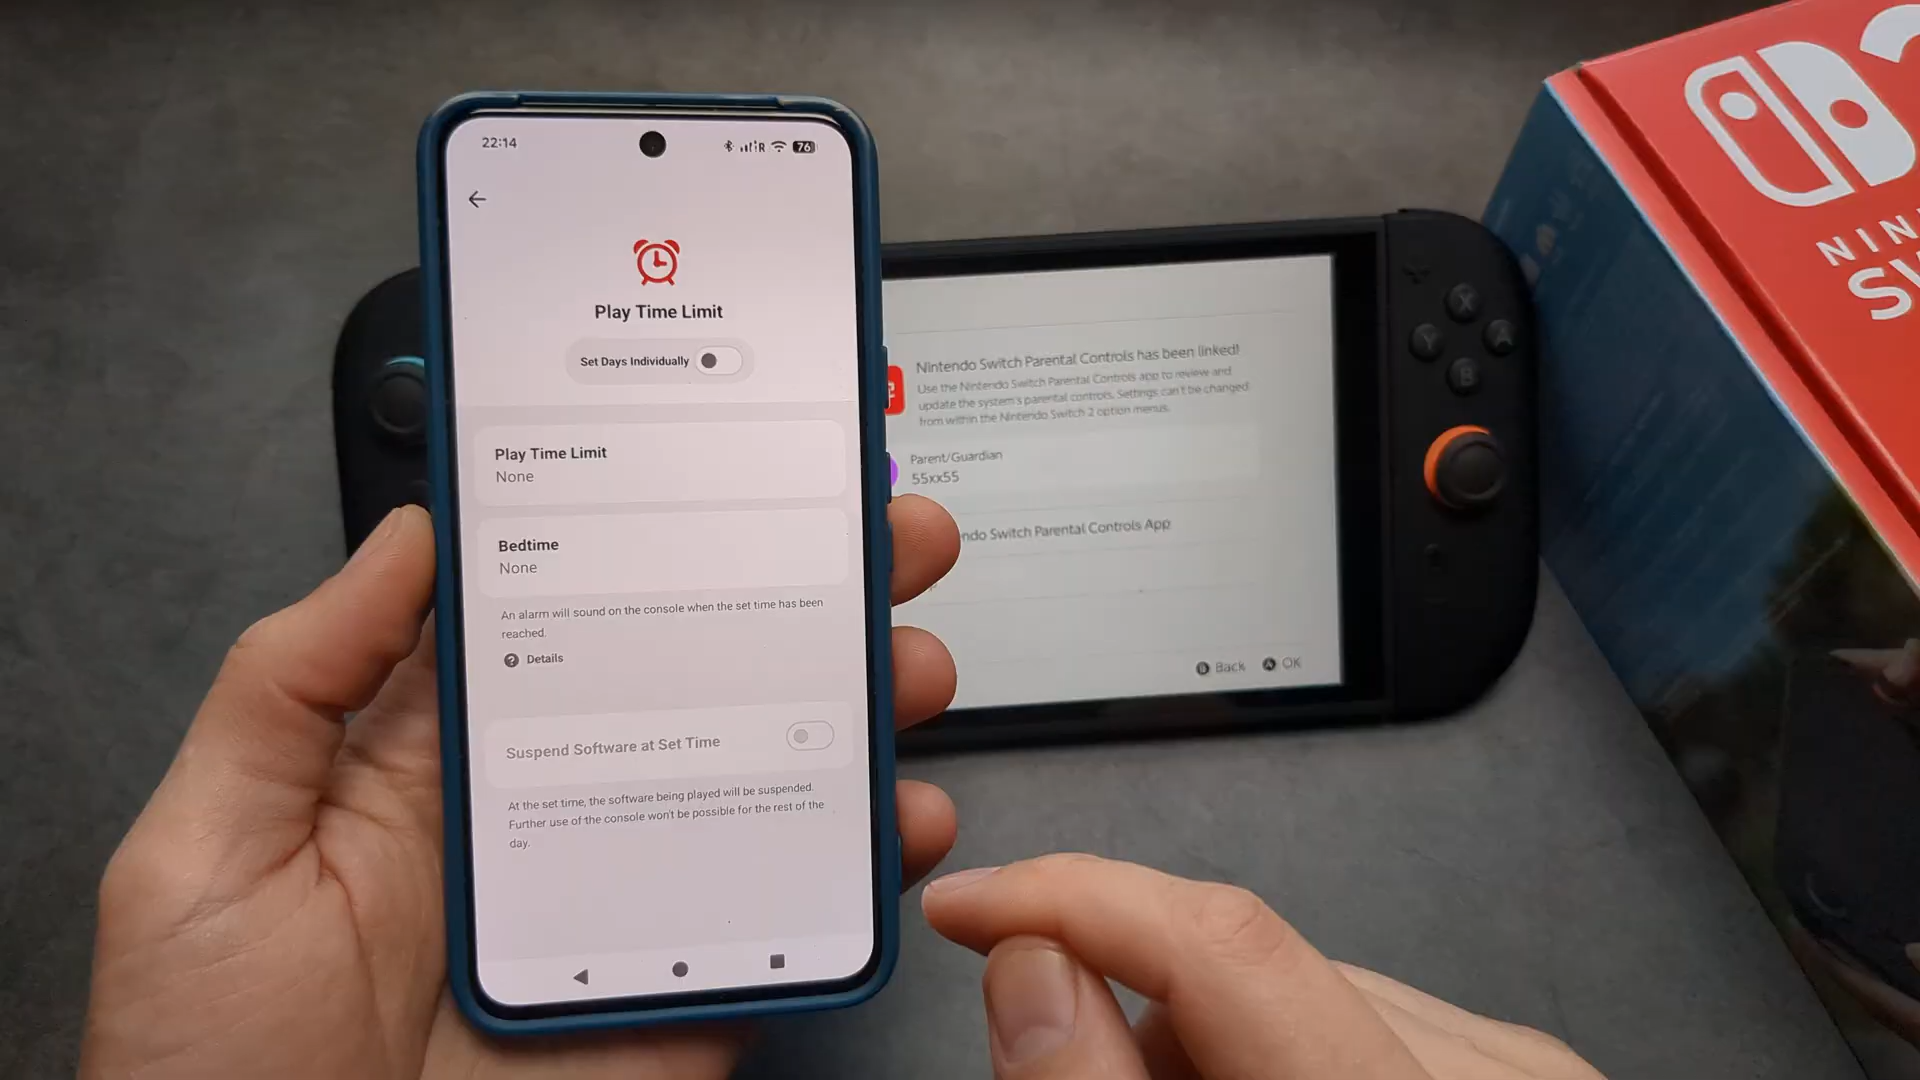 22:14
R
76
Play Time Limit
Set Days Individually
Play Time Limit
None
Bedtime
None
An alarm will sound on the console when the set time has been
reached.
? Details
Suspend Software at Set Time
At the set time, the software being played will be suspended.
Further use of the console won't be possible for the rest of the
day.
Nintendo Switch Parental Controls has been linked!
Use the Nintendo Switch Parental Controls app to review and
update the system's parental controls. Settings can't be changed
from within the Nintendo Switch 2 option menus.
Parent/Guardian
55xx55
ndo Switch Parental Controls App
B Back A OK
X
Y
A
B
2
NIN
SW